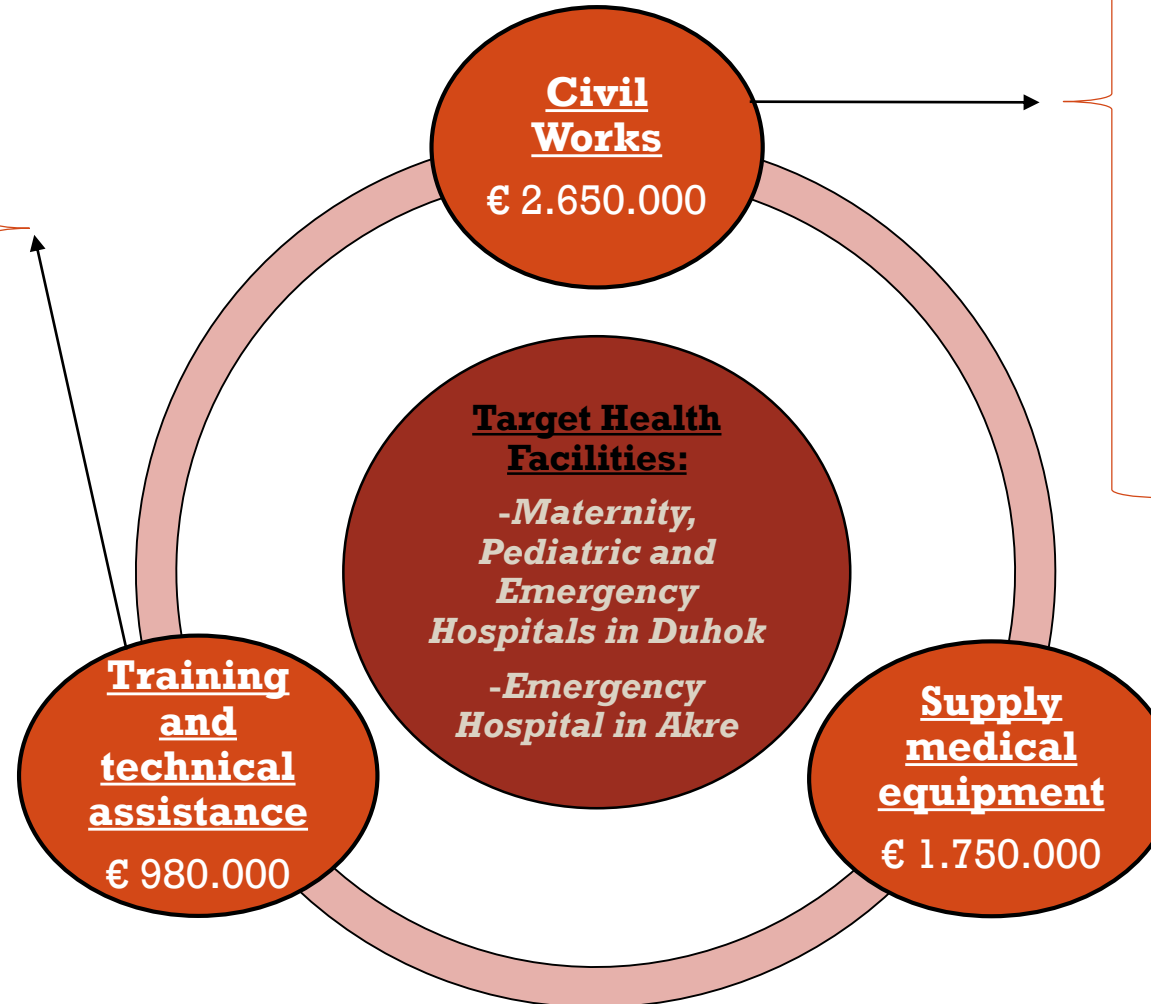 Civil
Works
€ 2.650.000
Target Health
Facilities:
-Maternity,
Pediatric and
Emergency
Hospitals in Duhok
-Emergency
Hospital in Akre
Training
and
technical
assistance
€ 980.000
Supply
medical
equipment
€ 1.750.000